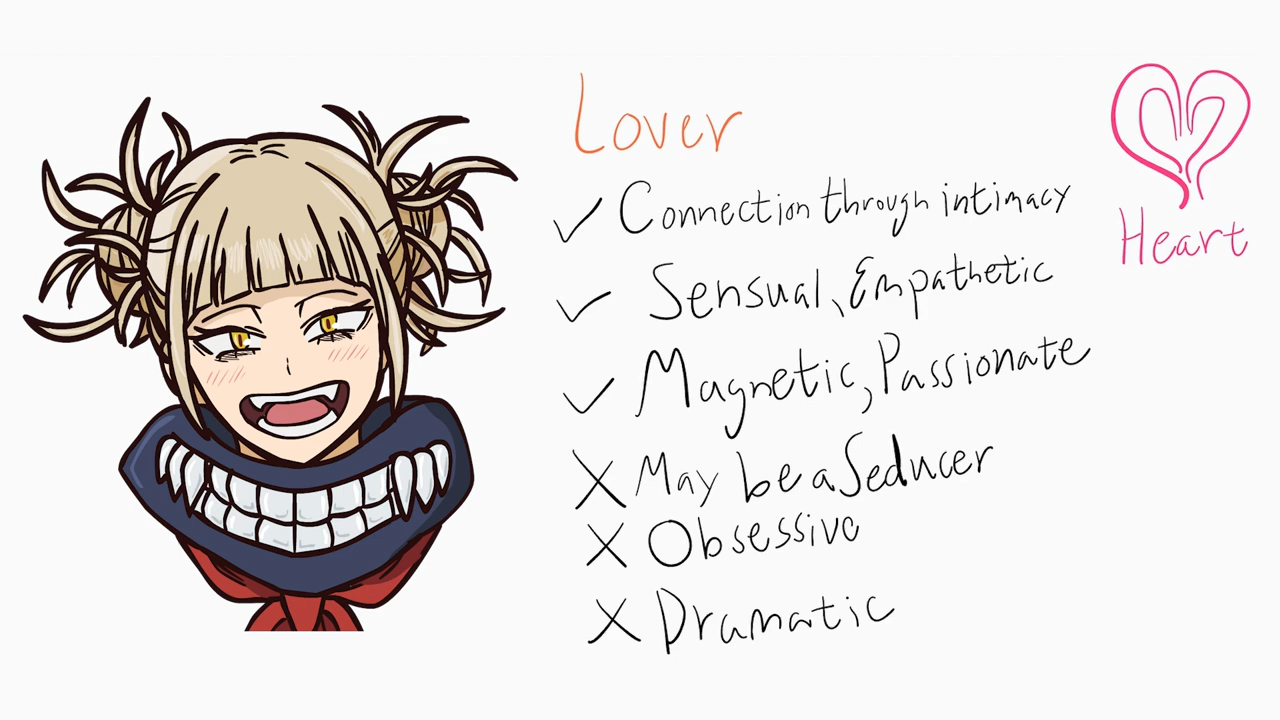 Lover
Connection through intimacy
Sensual, Empathetic
Magnetic, Passionate
May be a Seducer
Obsessive
Dramatic
Heart